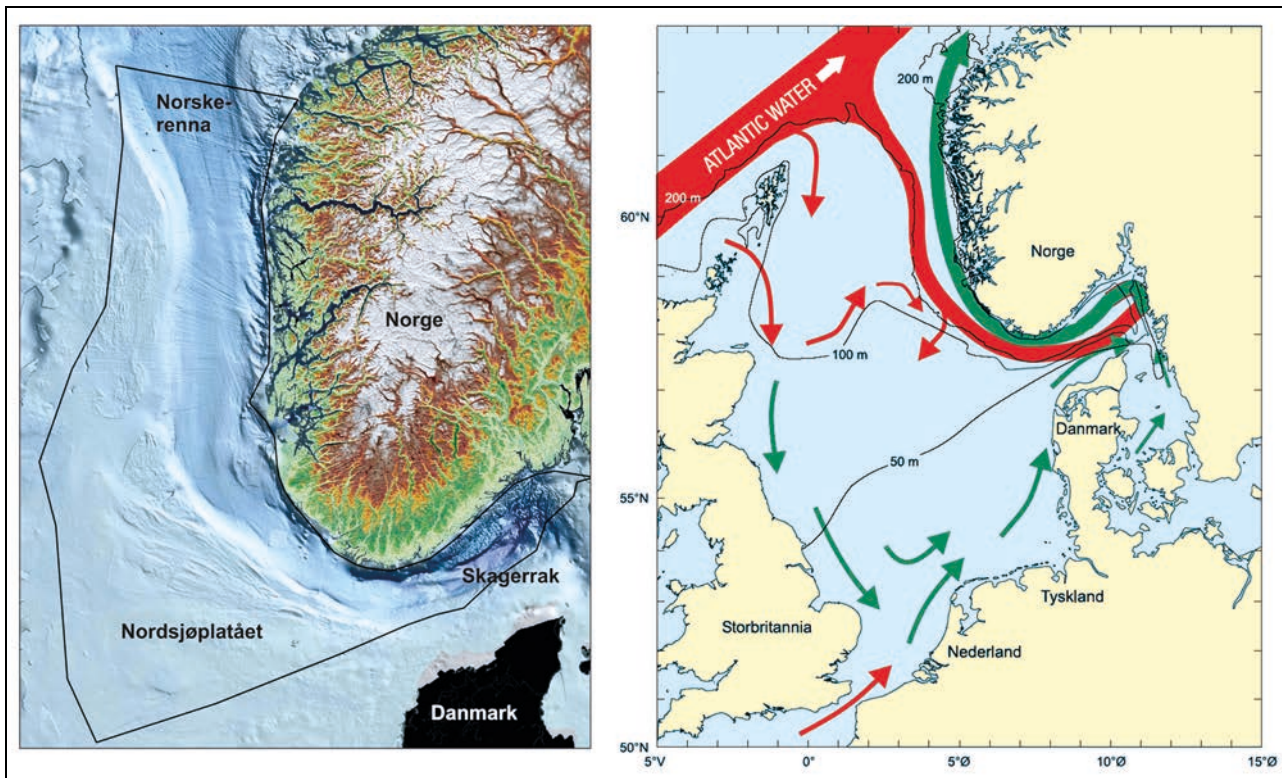 Norske-
renna
Norge
Skagerrak
Nordsjøplatået
Danmark
ATLANTIC WATER
200 m
200 m
60°N
Norge
100 m
Danmark
50 m
55°N
Storbritannia
Tyskland
Nederland
50°N
5°V
0°
5°Ø
10°Ø
15°Ø